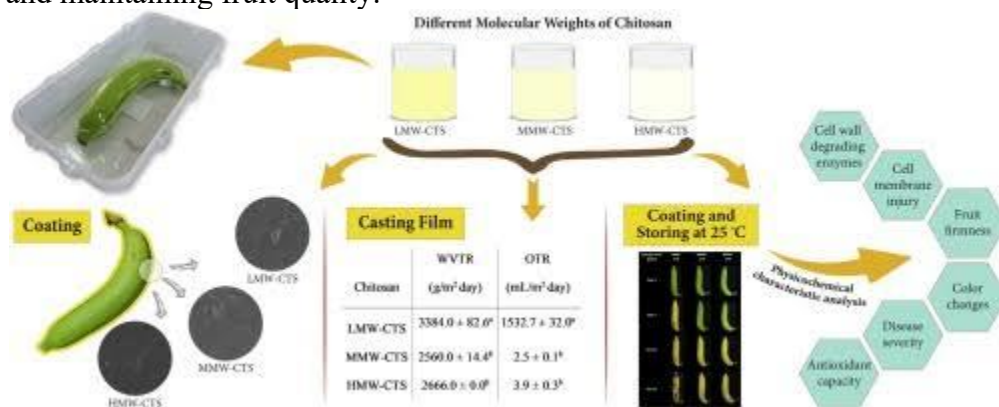 and maintaining fruit quality.
Different Molecular Weights of Chitosan
LMW-CTS
MMW-CTS
HMW-CTS
Coating
LMW-CTS
MMW-CTS
HMW-CTS
Casting Film
WVTR OTR
Chitosan (g/m² day) (mL/m² day)
LMW-CTS 3384.0 ± 82.6ᵃ 1532.7 ± 32.0ᵃ
MMW-CTS 2560.0 ± 14.4ᵇ 2.5 ± 0.1ᵇ
HMW-CTS 2666.0 ± 0.0ᵇ 3.9 ± 0.3ᵇ
Coating and
Storing at 25 °C
Physicochemical
characteristic analysis
Cell wall
degrading
enzymes
Cell
membrane
injury
Fruit
firmness
Color
changes
Disease
severity
Antioxidant
capacity